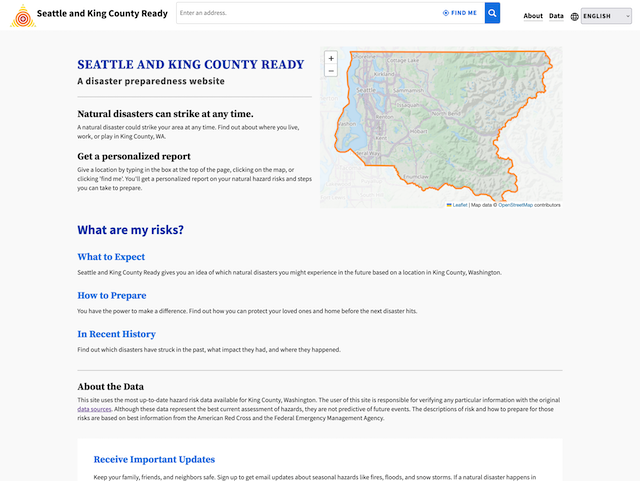 Seattle and King County Ready
Enter an address.
FIND ME
About
Data
ENGLISH
SEATTLE AND KING COUNTY READY
A disaster preparedness website
Natural disasters can strike at any time.
A natural disaster could strike your area at any time. Find out about where you live,
work, or play in King County, WA.
Get a personalized report
Give a location by typing in the box at the top of the page, clicking on the map, or
clicking 'find me'. You'll get a personalized report on your natural hazard risks and steps
you can take to prepare.
+
−
Cottage Lake
Kirkland
Sammamish
Seattle
North Bend
Renton
Hobart
Enumclaw
Leaflet | Map data © OpenStreetMap contributors
What are my risks?
What to Expect
Seattle and King County Ready gives you an idea of which natural disasters you might experience in the future based on a location in King County, Washington.
How to Prepare
You have the power to make a difference. Find out how you can protect your loved ones and home before the next disaster hits.
In Recent History
Find out which disasters have struck in the past, what impact they had, and where they happened.
About the Data
This site uses the most up-to-date hazard risk data available for King County, Washington. The user of this site is responsible for verifying any particular information with the original
data sources. Although these data represent the best current assessment of hazards, they are not predictive of future events. The descriptions of risk and how to prepare for those
risks are based on best information from the American Red Cross and the Federal Emergency Management Agency.
Receive Important Updates
Keep your family, friends, and neighbors safe. Sign up to get email updates about seasonal hazards like fires, floods, and snow storms. If a natural disaster happens in